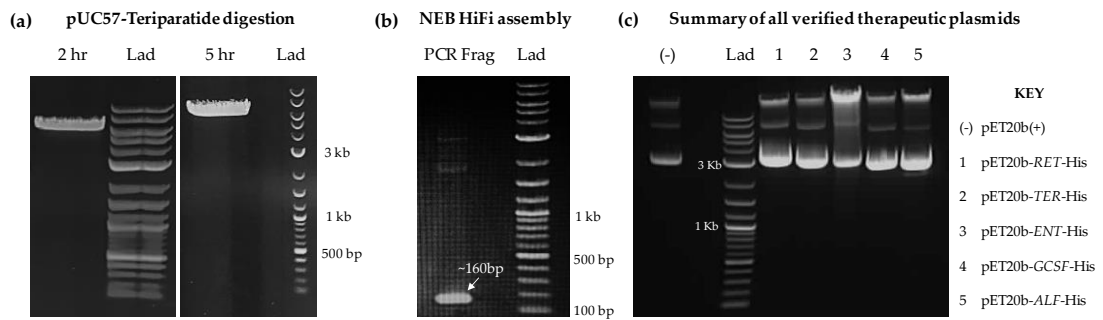 (a) pUC57-Teriparatide digestion
2 hr Lad 5 hr Lad
3 kb
1 kb
500 bp
(b) NEB HiFi assembly
PCR Frag Lad
~160bp
1 kb
500 bp
100 bp
(c) Summary of all verified therapeutic plasmids
(-) Lad 1 2 3 4 5
3 Kb
1 Kb
KEY
(-) pET20b(+)
1 pET20b-RET-His
2 pET20b-TER-His
3 pET20b-ENT-His
4 pET20b-GCSF-His
5 pET20b-ALF-His